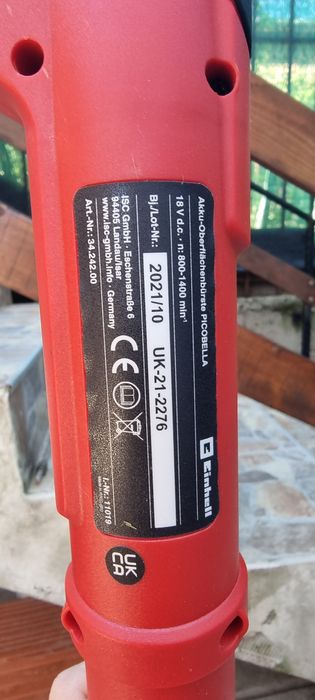 Akku-Oberflächenbürste PICOBELLA
18 V d.c. · n: 800-1400 min⁻¹
Einhell
Bj./Lot-Nr.: 2021/10 UK-21-2276
ISC GmbH · Eschenstraße 6
94405 Landau/Isar
www.isc-gmbh.info · Germany
Art.-Nr.: 34.242.00
I.-Nr.: 11019
CE
UK
CA